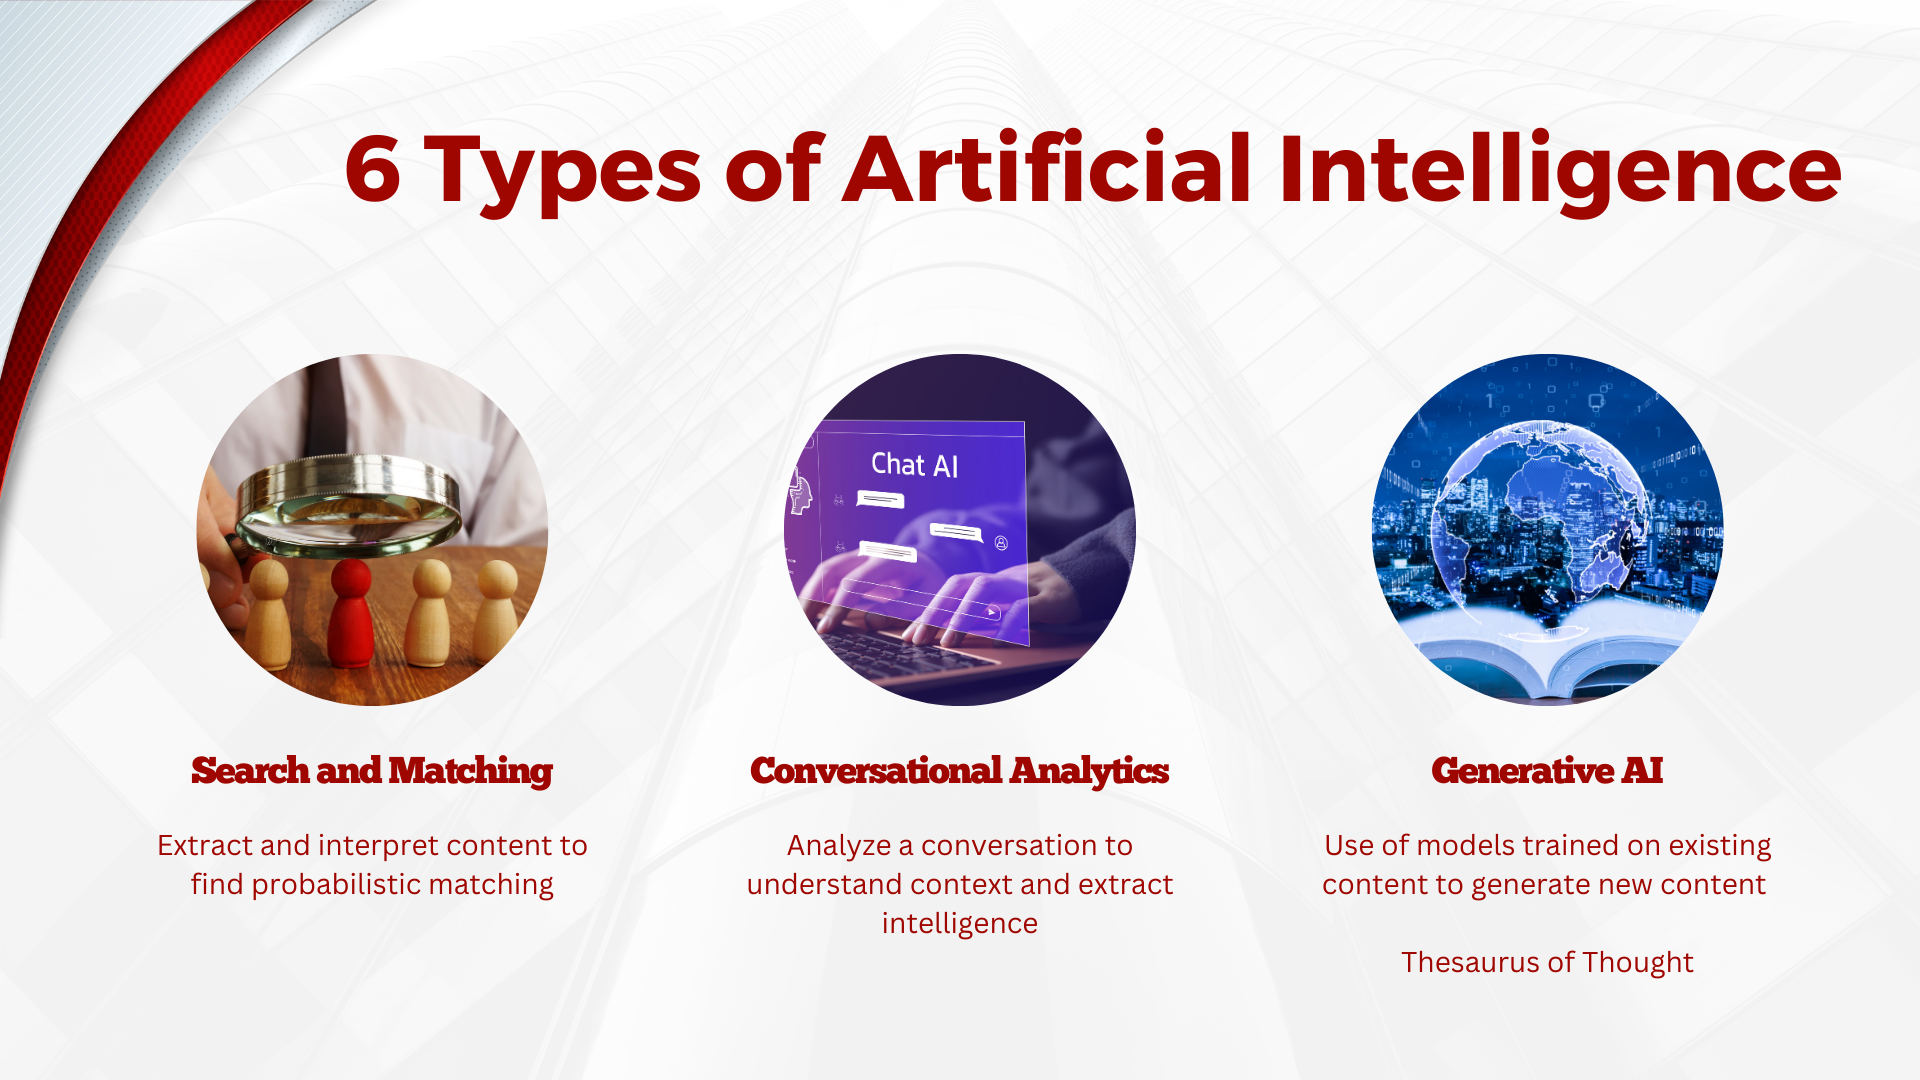 6 Types of Artificial Intelligence
Chat AI
Search and Matching
Extract and interpret content to
find probabilistic matching
Conversational Analytics
Analyze a conversation to
understand context and extract
intelligence
Generative AI
Use of models trained on existing
content to generate new content
Thesaurus of Thought